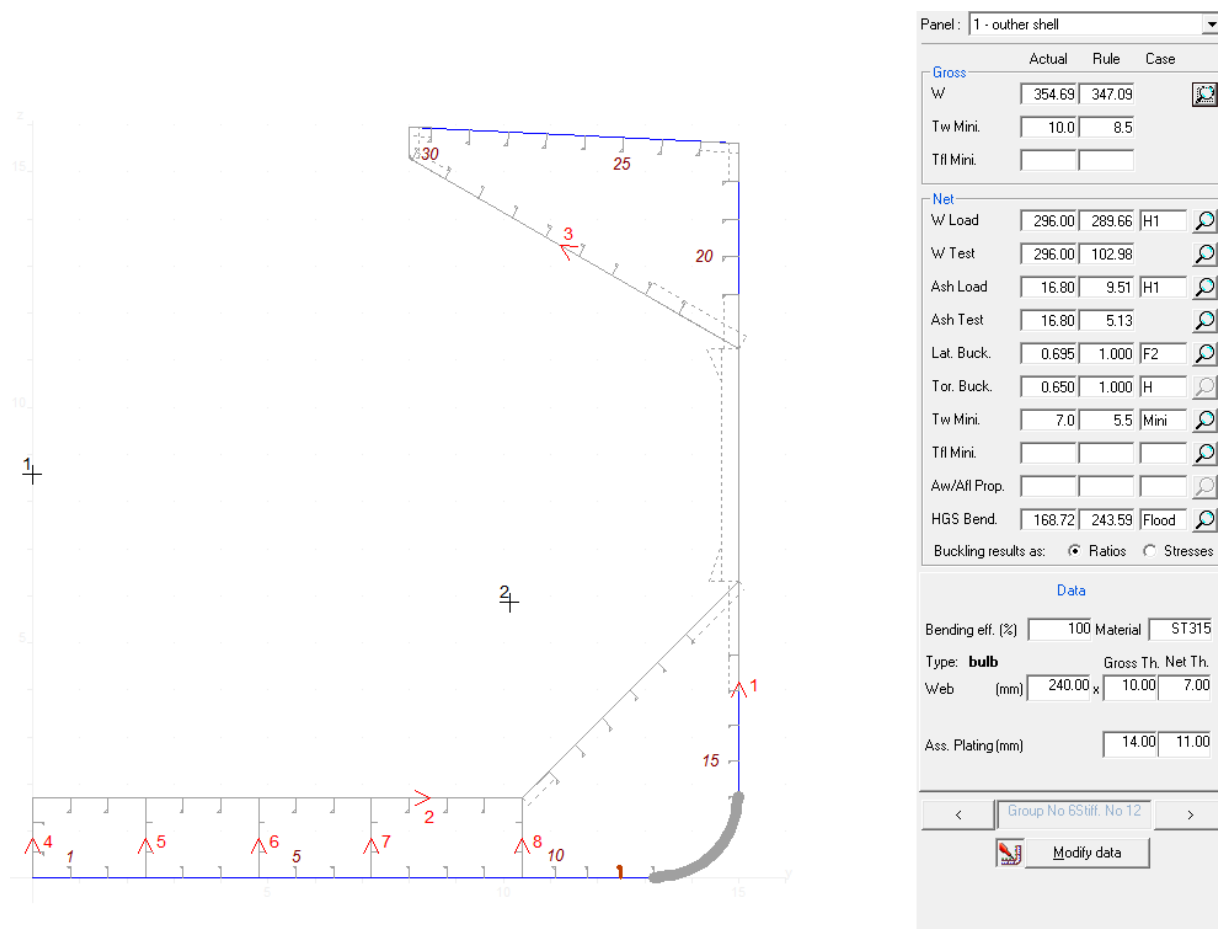 z
15
10
5
1
2
30
25
20
3
1
15
2
4
5
6
7
8
1
5
10
5
10
15
y
Panel : 1 - outher shell
Actual Rule Case
Gross
W 354.69 347.09
Tw Mini. 10.0 8.5
Tfl Mini.
Net
W Load 296.00 289.66 H1
W Test 296.00 102.98
Ash Load 16.80 9.51 H1
Ash Test 16.80 5.13
Lat. Buck. 0.695 1.000 F2
Tor. Buck. 0.650 1.000 H
Tw Mini. 7.0 5.5 Mini
Tfl Mini.
Aw/Afl Prop.
HGS Bend. 168.72 243.59 Flood
Buckling results as: Ratios Stresses
Data
Bending eff. (%) 100 Material ST315
Type: bulb Gross Th. Net Th.
Web (mm) 240.00 x 10.00 7.00
Ass. Plating (mm) 14.00 11.00
< Group No 6Stiff. No 12 >
Modify data